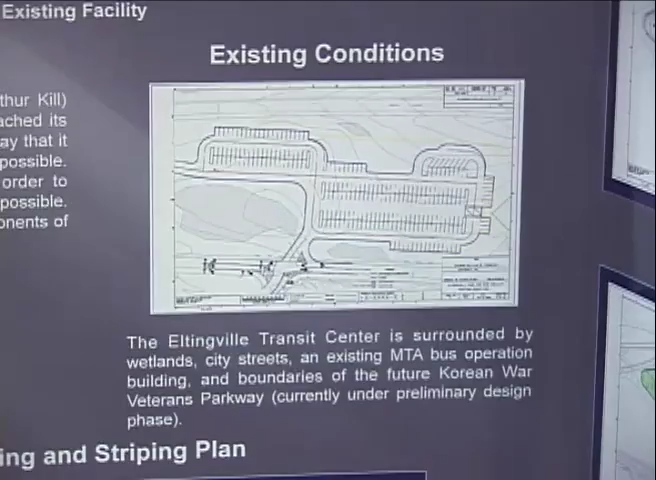 Existing Facility
Existing Conditions
thur Kill)
ached its
ay that it
possible.
order to
possible.
onents of
The Eltingville Transit Center is surrounded by
wetlands, city streets, an existing MTA bus operation
building, and boundaries of the future Korean War
Veterans Parkway (currently under preliminary design
phase).
ing and Striping Plan